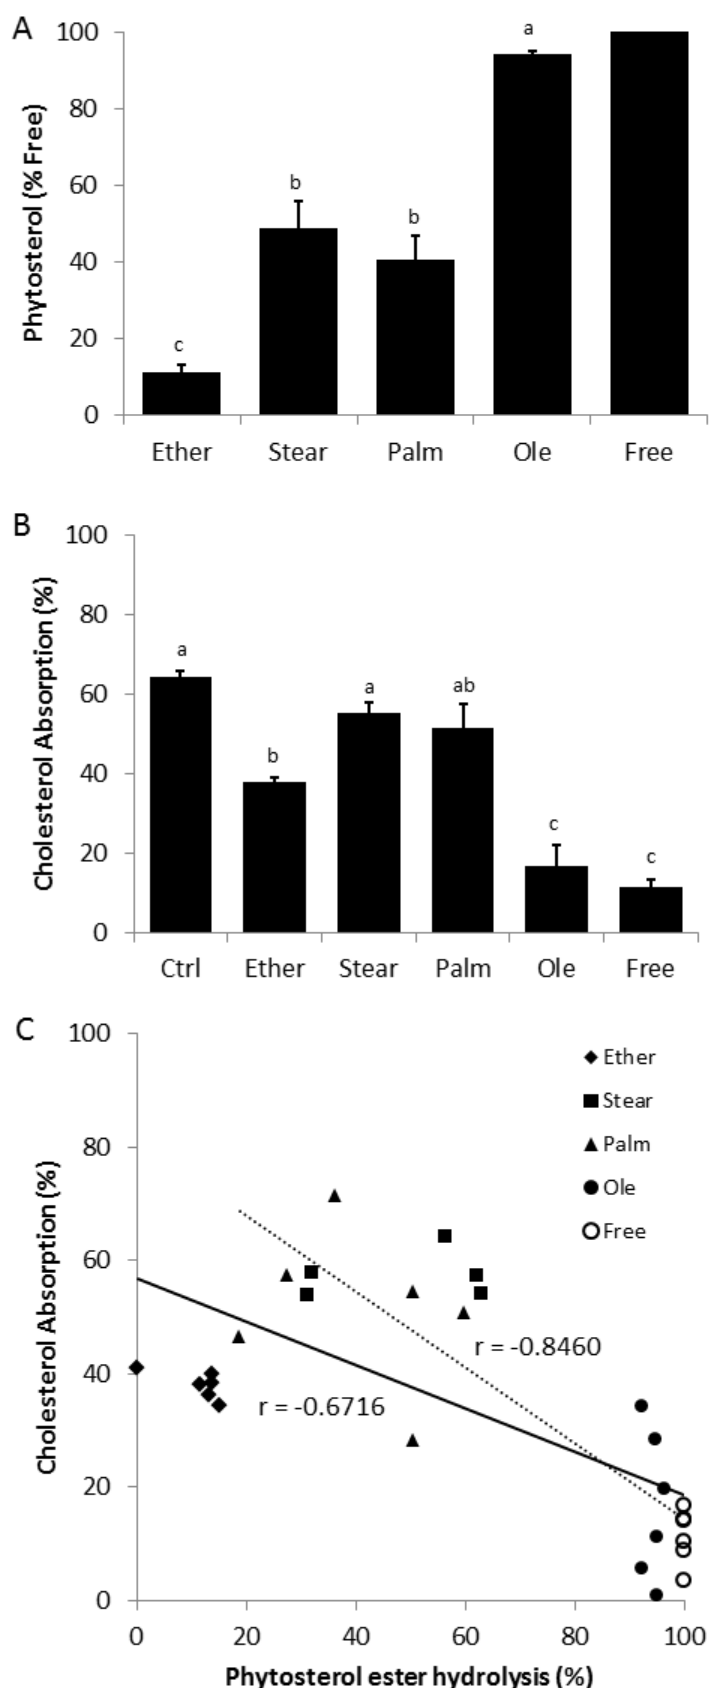 A
Phytosterol (% Free)
100
80
60
40
20
0
c
b
b
a
Ether
Stear
Palm
Ole
Free
B
Cholesterol Absorption (%)
100
80
60
40
20
0
a
b
a
ab
c
c
Ctrl
Ether
Stear
Palm
Ole
Free
C
Cholesterol Absorption (%)
100
80
60
40
20
0
Ether
Stear
Palm
Ole
Free
r = -0.8460
r = -0.6716
0
20
40
60
80
100
Phytosterol ester hydrolysis (%)